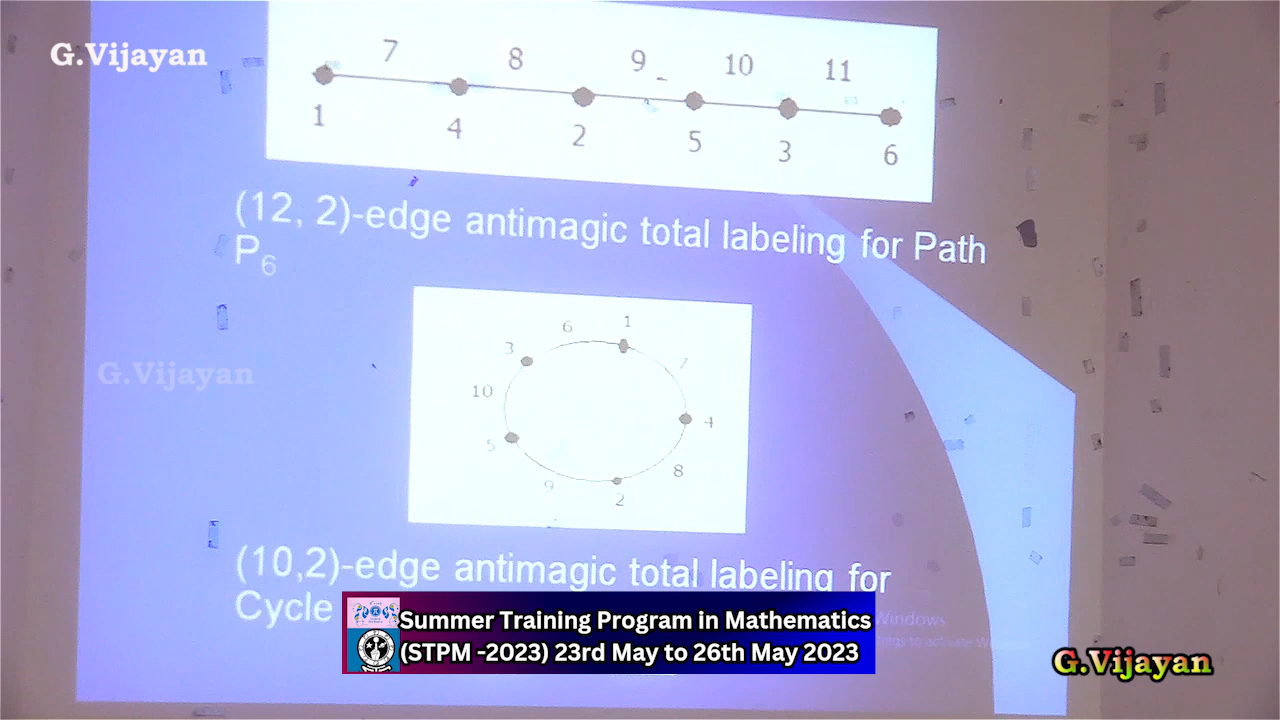 G.Vijayan
7 8 9 10 11
1 4 2 5 3 6
(12, 2)-edge antimagic total labeling for Path
P6
6 1
3 7
10 4
5 8
9 2
G.Vijayan
(10,2)-edge antimagic total labeling for
Cycle
Summer Training Program in Mathematics
(STPM -2023) 23rd May to 26th May 2023
Windows
G.Vijayan